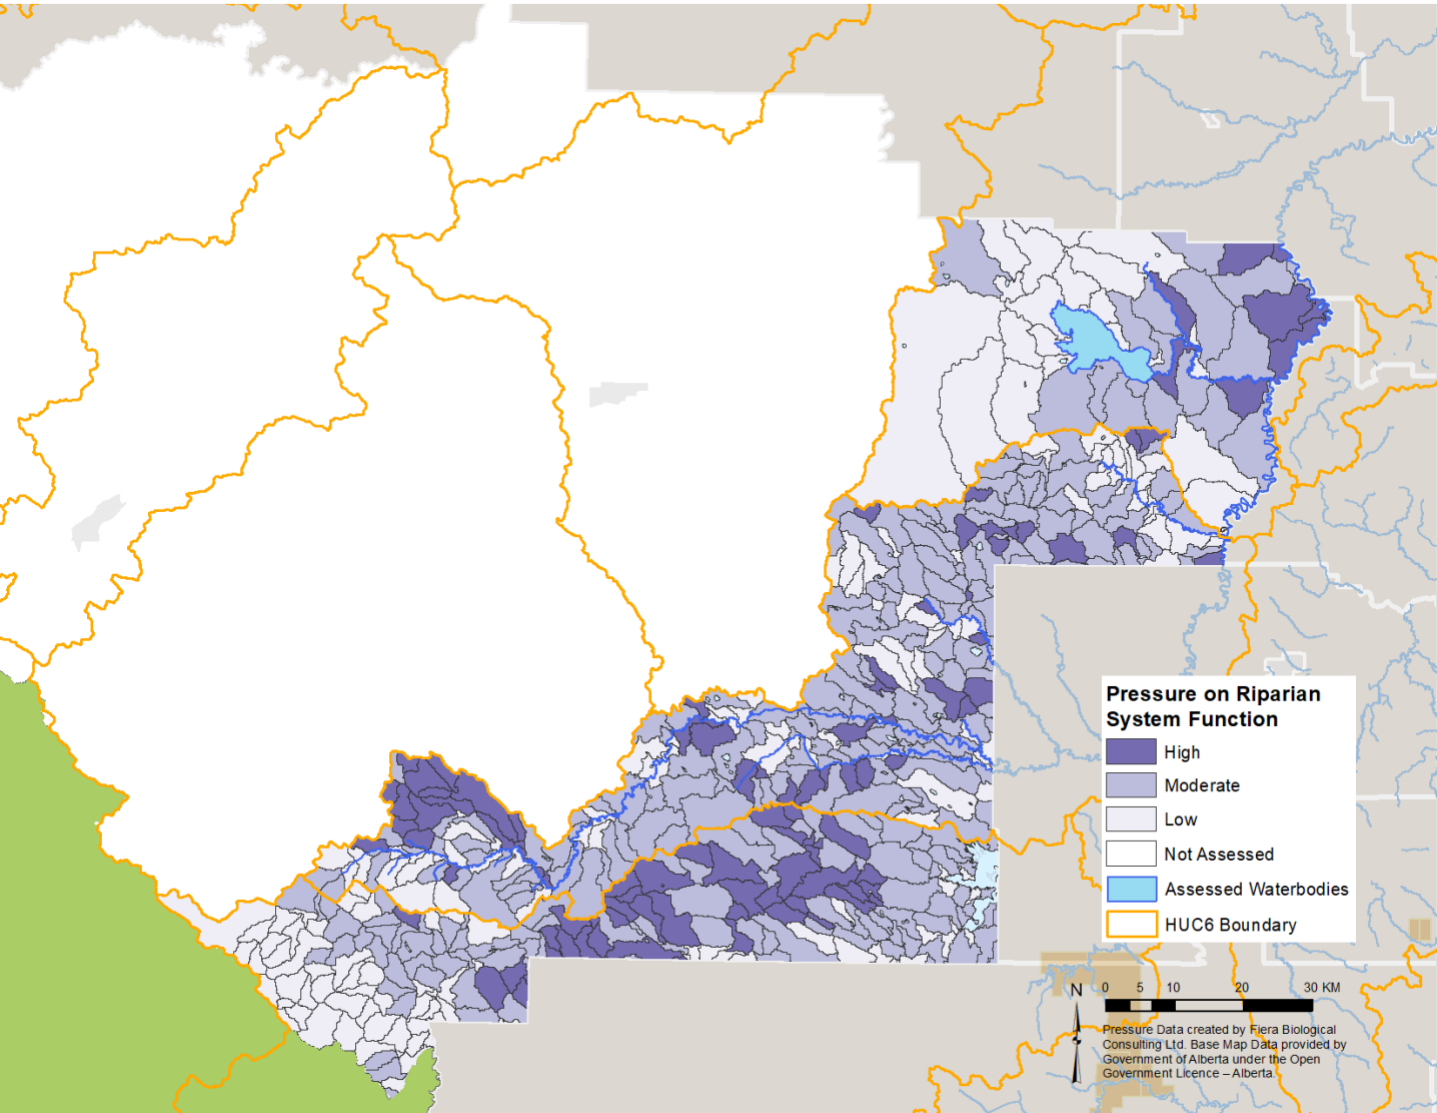 Pressure on Riparian
System Function
High
Moderate
Low
Not Assessed
Assessed Waterbodies
HUC6 Boundary
N
0 5 10 20 30 KM
Pressure Data created by Fiera Biological
Consulting Ltd. Base Map Data provided by
Government of Alberta under the Open
Government Licence – Alberta.